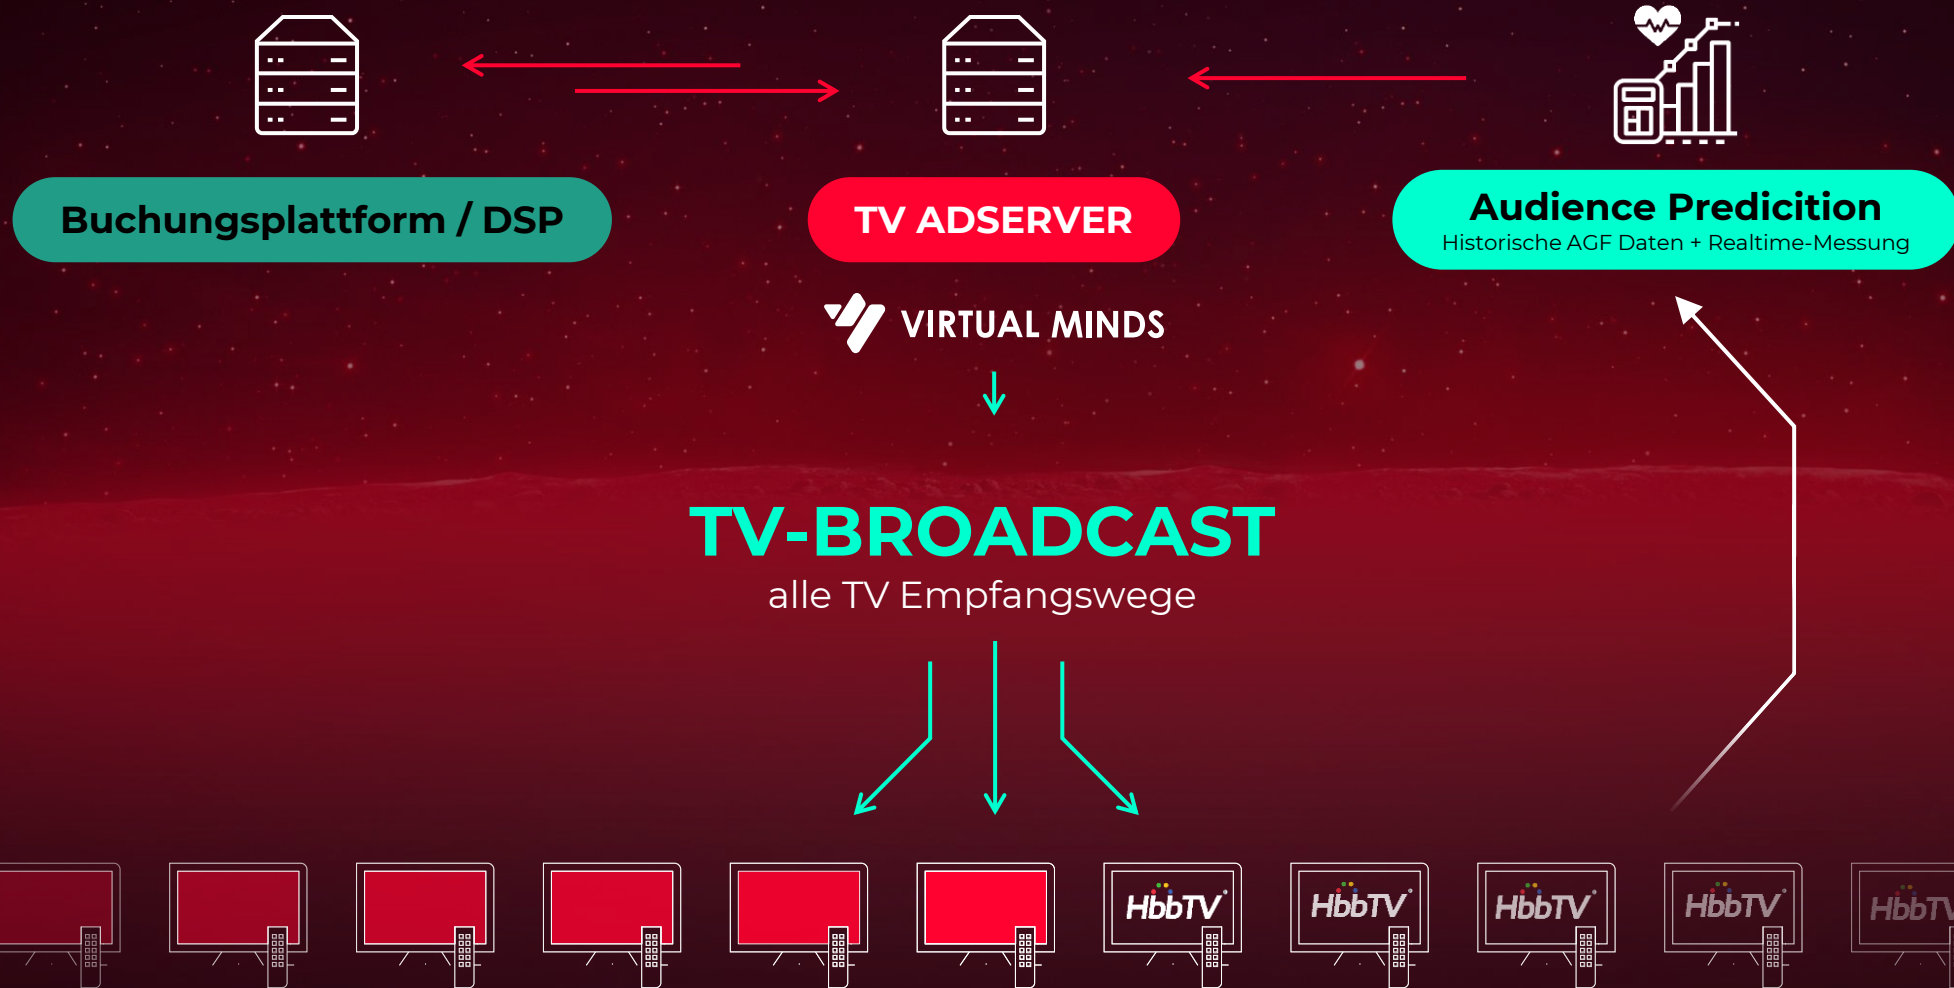 Buchungsplattform / DSP
TV ADSERVER
Audience Predicition
Historische AGF Daten + Realtime-Messung
VIRTUAL MINDS
TV-BROADCAST
alle TV Empfangswege
HbbTV
HbbTV
HbbTV
HbbTV
HbbTV